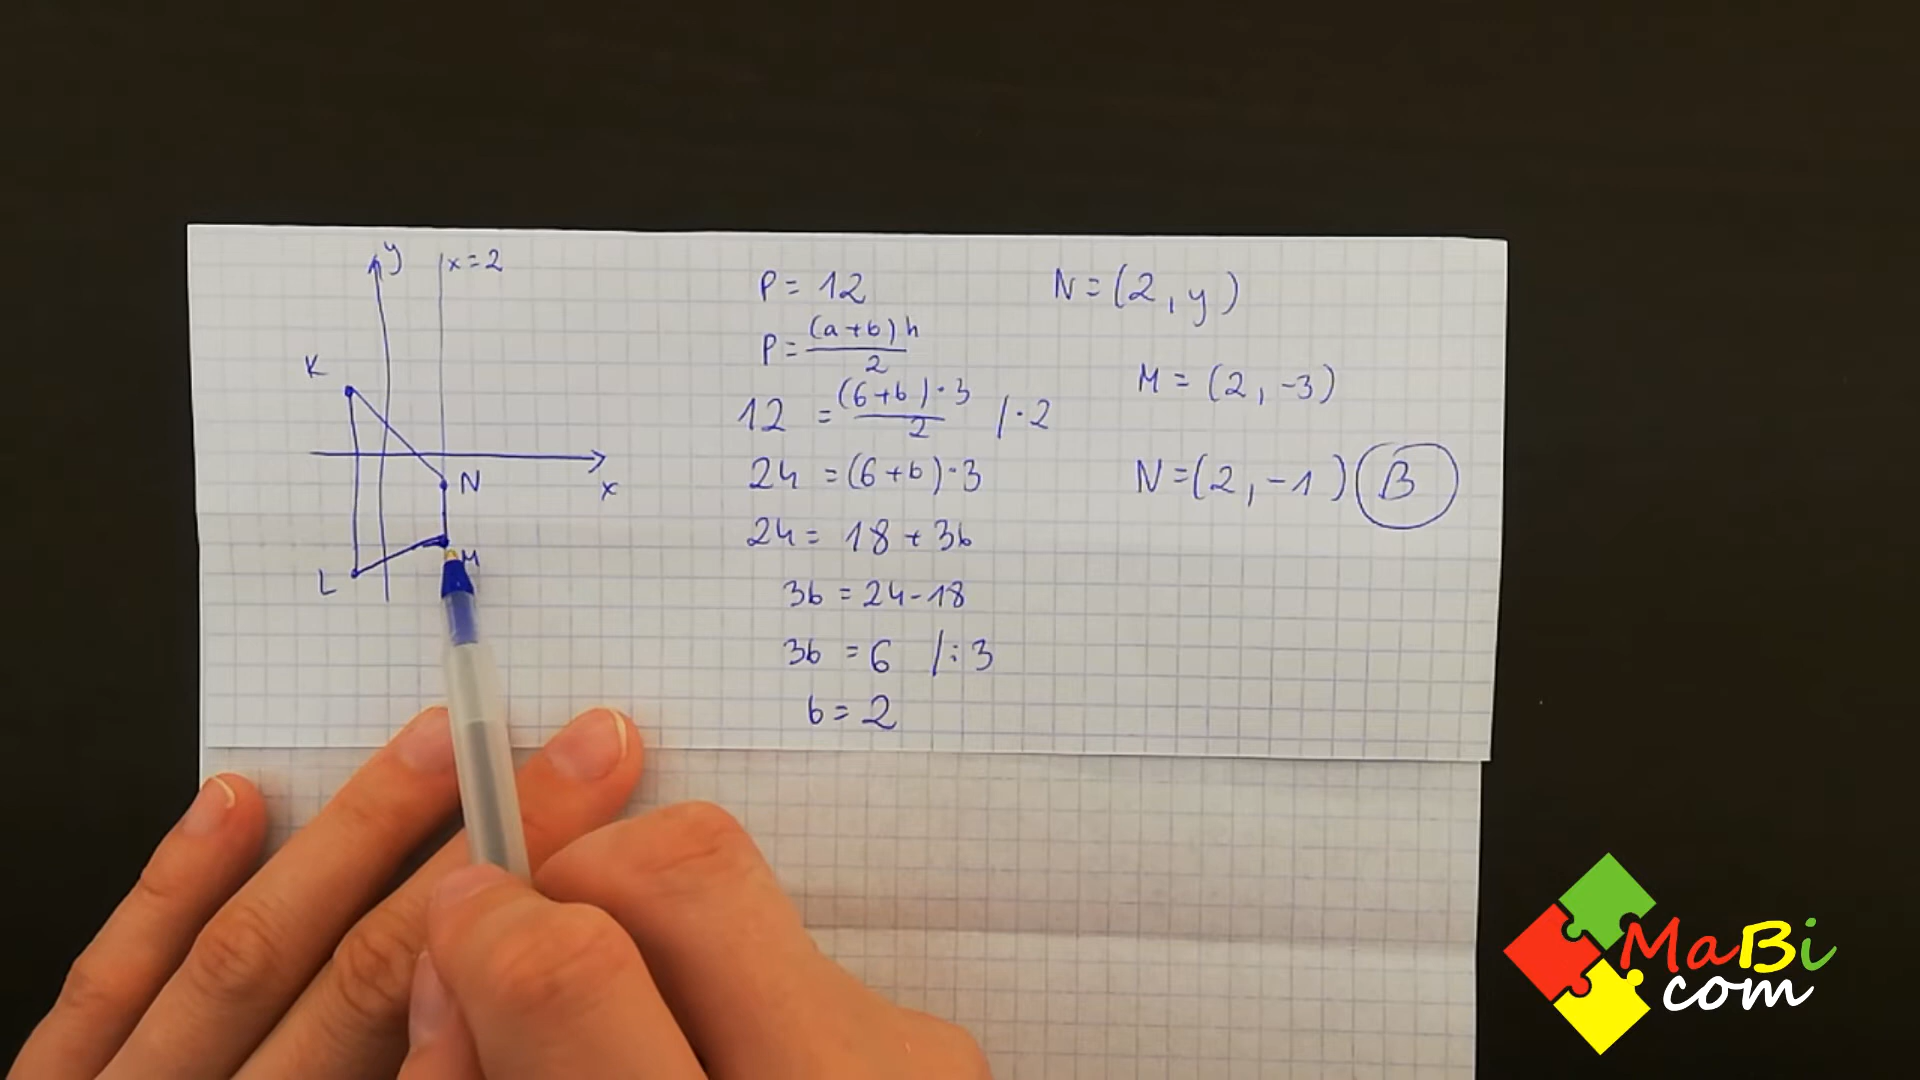 y
x=2
K
N
x
M
L
P = 12
P = (a+b)h / 2
12 = (6+b)·3 / 2 /·2
24 = (6+b)·3
24 = 18 + 3b
3b = 24-18
3b = 6 /:3
b = 2
N = (2, y)
M = (2, -3)
N = (2, -1) B
MaBi
com